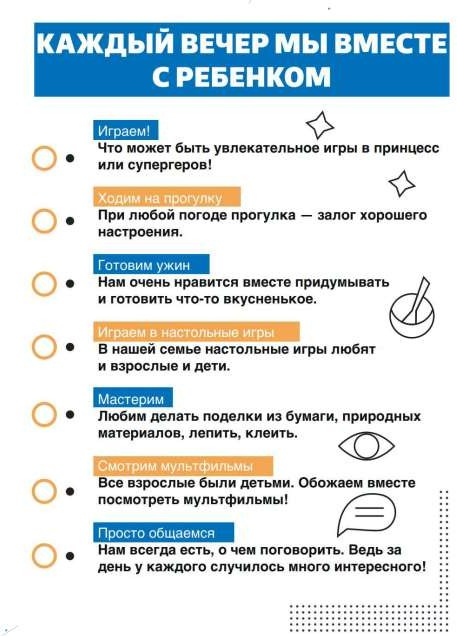 КАЖДЫЙ ВЕЧЕР МЫ ВМЕСТЕ
С РЕБЕНКОМ
Играем!
Что может быть увлекательное игры в принцесс
или супергеров!
Ходим на прогулку
При любой погоде прогулка — залог хорошего
настроения.
Готовим ужин
Нам очень нравится вместе придумывать
и готовить что-то вкусненькое.
Играем в настольные игры
В нашей семье настольные игры любят
и взрослые и дети.
Мастерим
Любим делать поделки из бумаги, природных
материалов, лепить, клеить.
Смотрим мультфильмы
Все взрослые были детьми. Обожаем вместе
посмотреть мультфильмы!
Просто общаемся
Нам всегда есть, о чем поговорить. Ведь за
день у каждого случилось много интересного!